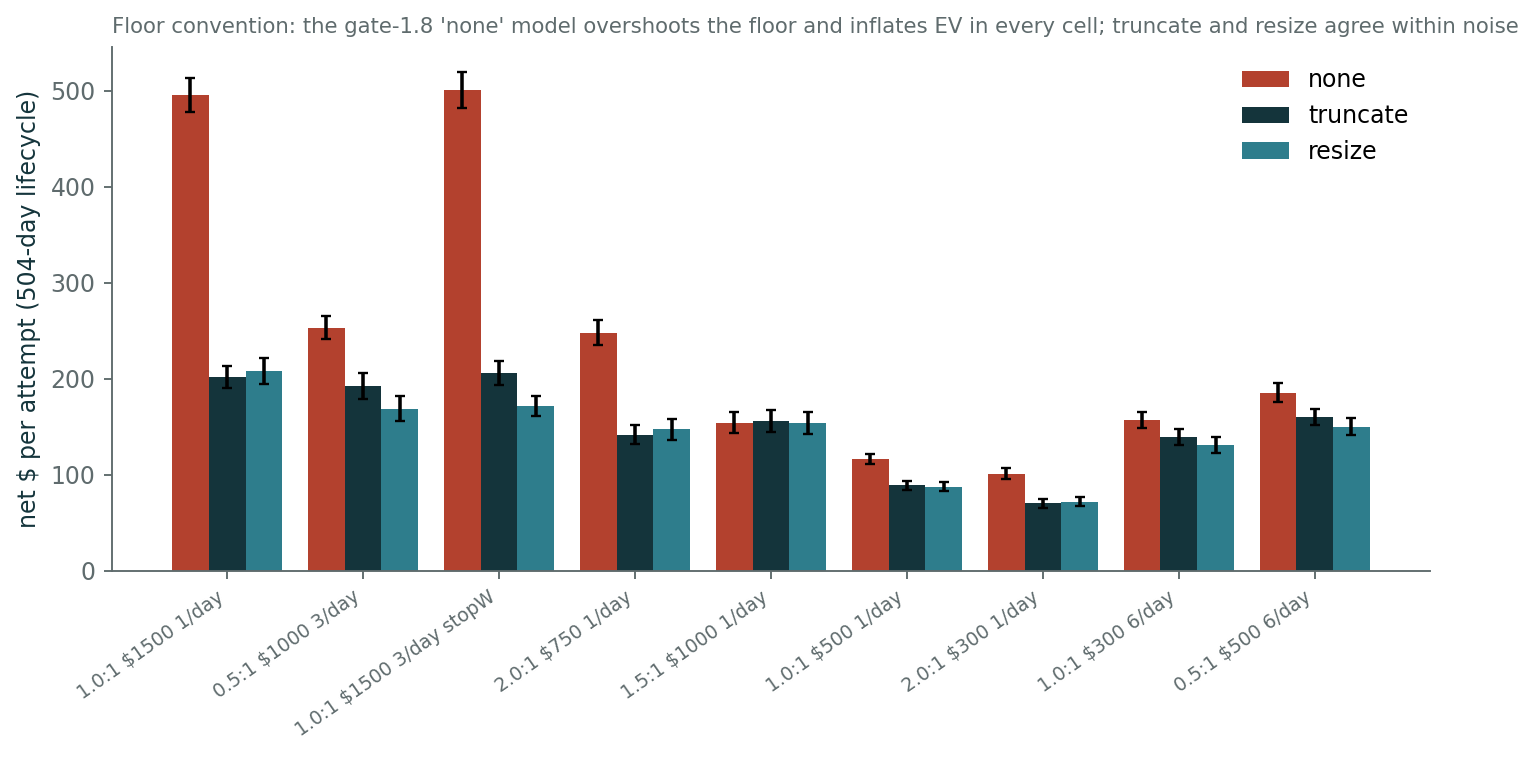 Floor convention: the gate-1.8 'none' model overshoots the floor and inflates EV in every cell; truncate and resize agree within noise
none
truncate
resize
net $ per attempt (504-day lifecycle)
500
400
300
200
100
0
1.0:1 $1500 1/day
0.5:1 $1000 3/day
1.0:1 $1500 3/day stopW
2.0:1 $750 1/day
1.5:1 $1000 1/day
1.0:1 $500 1/day
2.0:1 $300 1/day
1.0:1 $300 6/day
0.5:1 $500 6/day